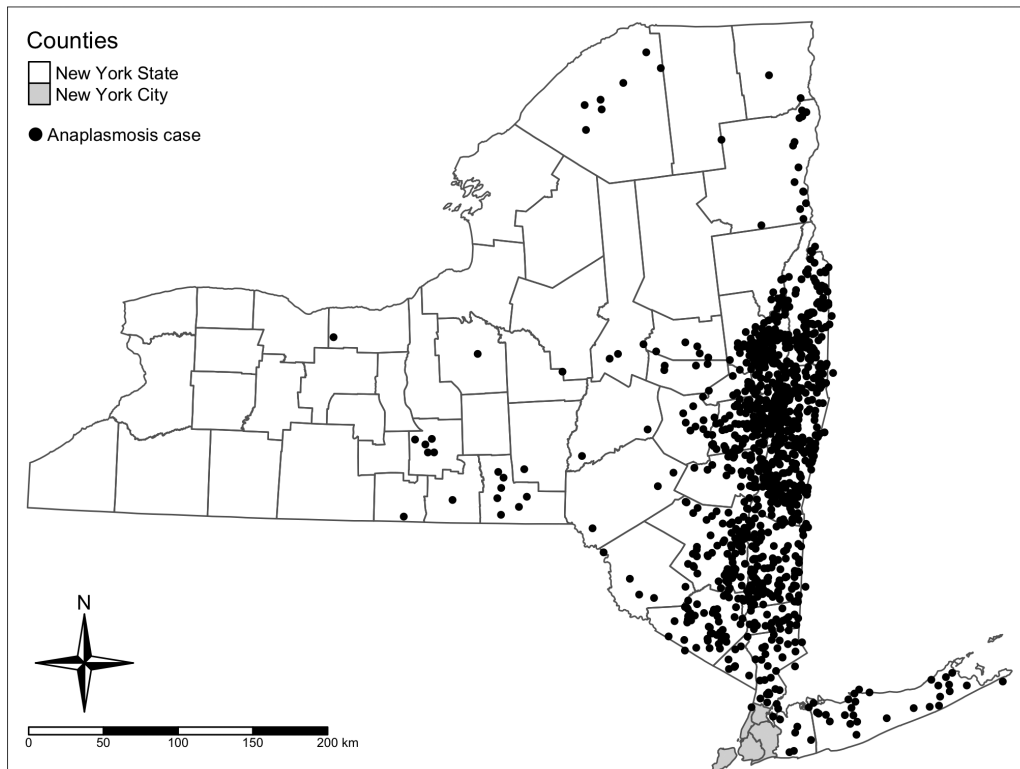 Counties
New York State
New York City
Anaplasmosis case
N
0 50 100 150 200 km